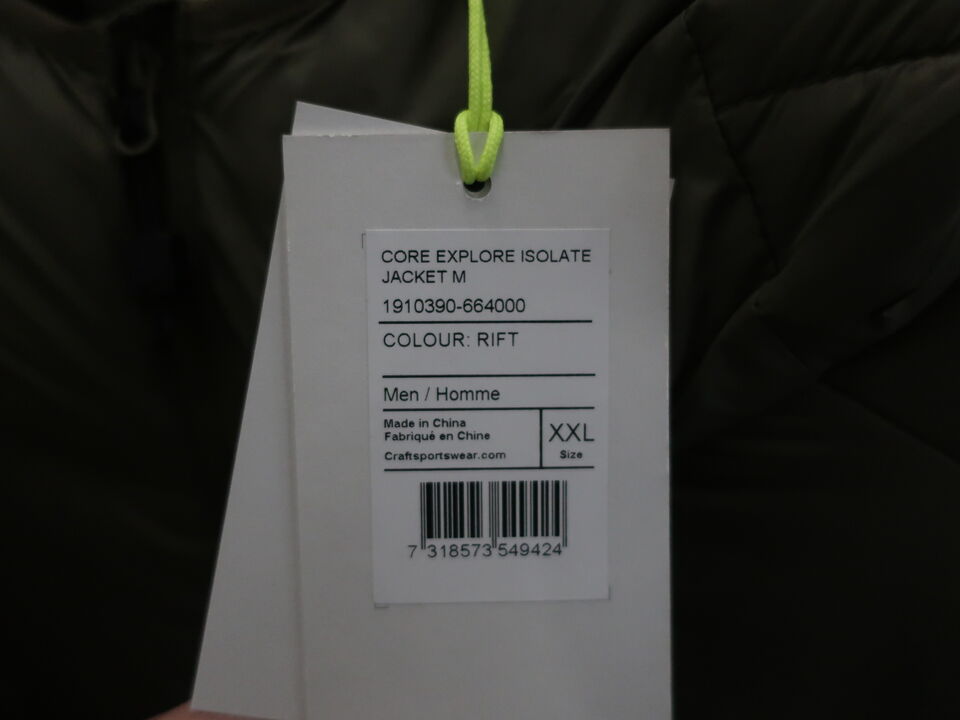 CORE EXPLORE ISOLATE
JACKET M
1910390-664000
COLOUR: RIFT
Men / Homme
Made in China
Fabriqué en Chine
Craftsportswear.com
XXL
Size
7 318573 549424